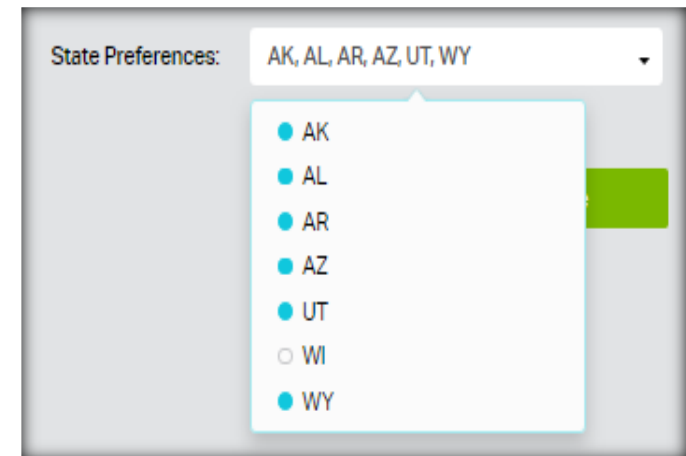 State Preferences: AK, AL, AR, AZ, UT, WY
AK
AL
AR
AZ
UT
WI
WY